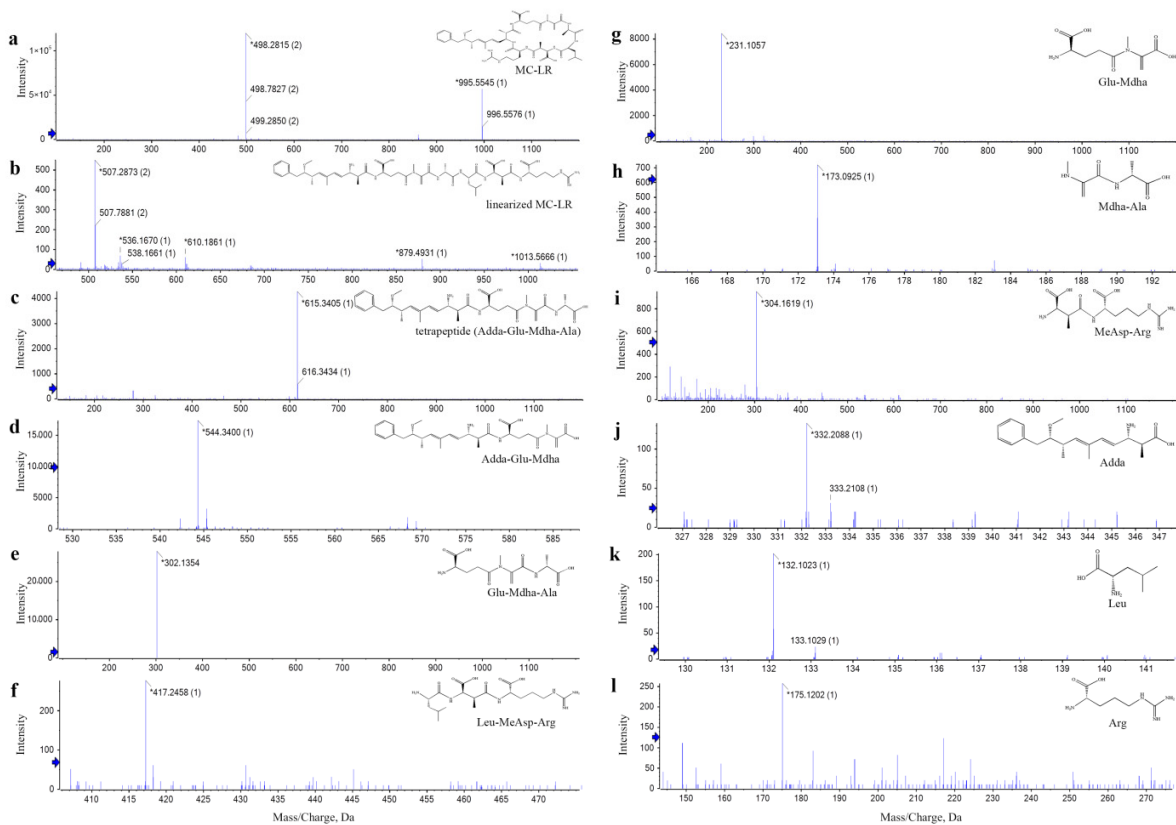 a
Intensity
1×10⁵
5×10⁴
0
*498.2815 (2)
498.7827 (2)
499.2850 (2)
*995.5545 (1)
996.5576 (1)
MC-LR
200 300 400 500 600 700 800 900 1000 1100
b
Intensity
500
400
300
200
100
0
*507.2873 (2)
507.7881 (2)
*536.1670 (1)
538.1661 (1)
*610.1861 (1)
*879.4931 (1)
*1013.5666 (1)
linearized MC-LR
500 550 600 650 700 750 800 850 900 950 1000 1050
c
Intensity
4000
3000
2000
1000
0
*615.3405 (1)
616.3434 (1)
tetrapeptide (Adda-Glu-Mdha-Ala)
200 300 400 500 600 700 800 900 1000 1100
d
Intensity
15.000
10.000
5000
0
*544.3400 (1)
Adda-Glu-Mdha
530 535 540 545 550 555 560 565 570 575 580 585
e
Intensity
20.000
10.000
0
*302.1354
Glu-Mdha-Ala
200 300 400 500 600 700 800 900 1000 1100
f
Intensity
200
100
0
*417.2458 (1)
Leu-MeAsp-Arg
410 415 420 425 430 435 440 445 450 455 460 465 470
Mass/Charge, Da
g
Intensity
8000
6000
4000
2000
0
*231.1057
Glu-Mdha
200 300 400 500 600 700 800 900 1000 1100
h
Intensity
600
400
200
0
*173.0925 (1)
Mdha-Ala
166 168 170 172 174 176 178 180 182 184 186 188 190 192
i
Intensity
800
600
400
200
0
*304.1619 (1)
MeAsp-Arg
200 300 400 500 600 700 800 900 1000 1100
j
Intensity
100
50
0
*332.2088 (1)
333.2108 (1)
Adda
327 328 329 330 331 332 333 334 335 336 337 338 339 340 341 342 343 344 345 346 347
k
Intensity
200
150
100
50
0
*132.1023 (1)
133.1029 (1)
Leu
130 131 132 133 134 135 136 137 138 139 140 141
l
Intensity
250
200
150
100
50
0
*175.1202 (1)
Arg
150 160 170 180 190 200 210 220 230 240 250 260 270
Mass/Charge, Da